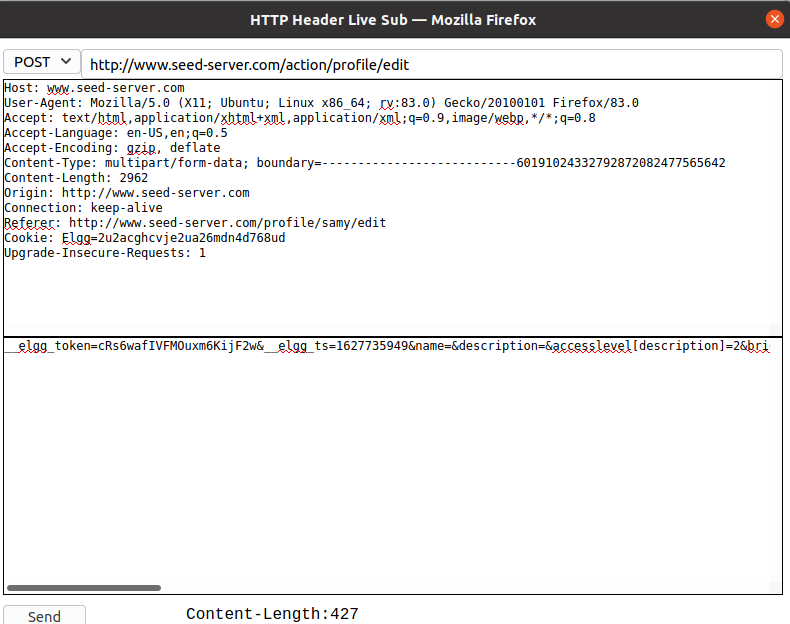 HTTP Header Live Sub — Mozilla Firefox
POST http://www.seed-server.com/action/profile/edit
Host: www.seed-server.com
User-Agent: Mozilla/5.0 (X11; Ubuntu; Linux x86_64; rv:83.0) Gecko/20100101 Firefox/83.0
Accept: text/html,application/xhtml+xml,application/xml;q=0.9,image/webp,*/*;q=0.8
Accept-Language: en-US,en;q=0.5
Accept-Encoding: gzip, deflate
Content-Type: multipart/form-data; boundary=---------------------------60191024332792872082477565642
Content-Length: 2962
Origin: http://www.seed-server.com
Connection: keep-alive
Referer: http://www.seed-server.com/profile/samy/edit
Cookie: Elgg=2u2acghcvje2ua26mdn4d768ud
Upgrade-Insecure-Requests: 1
__elgg_token=cRs6wafIVFMOuxm6KijF2w&__elgg_ts=1627735949&name=&description=&accesslevel[description]=2&bri
Send Content-Length:427